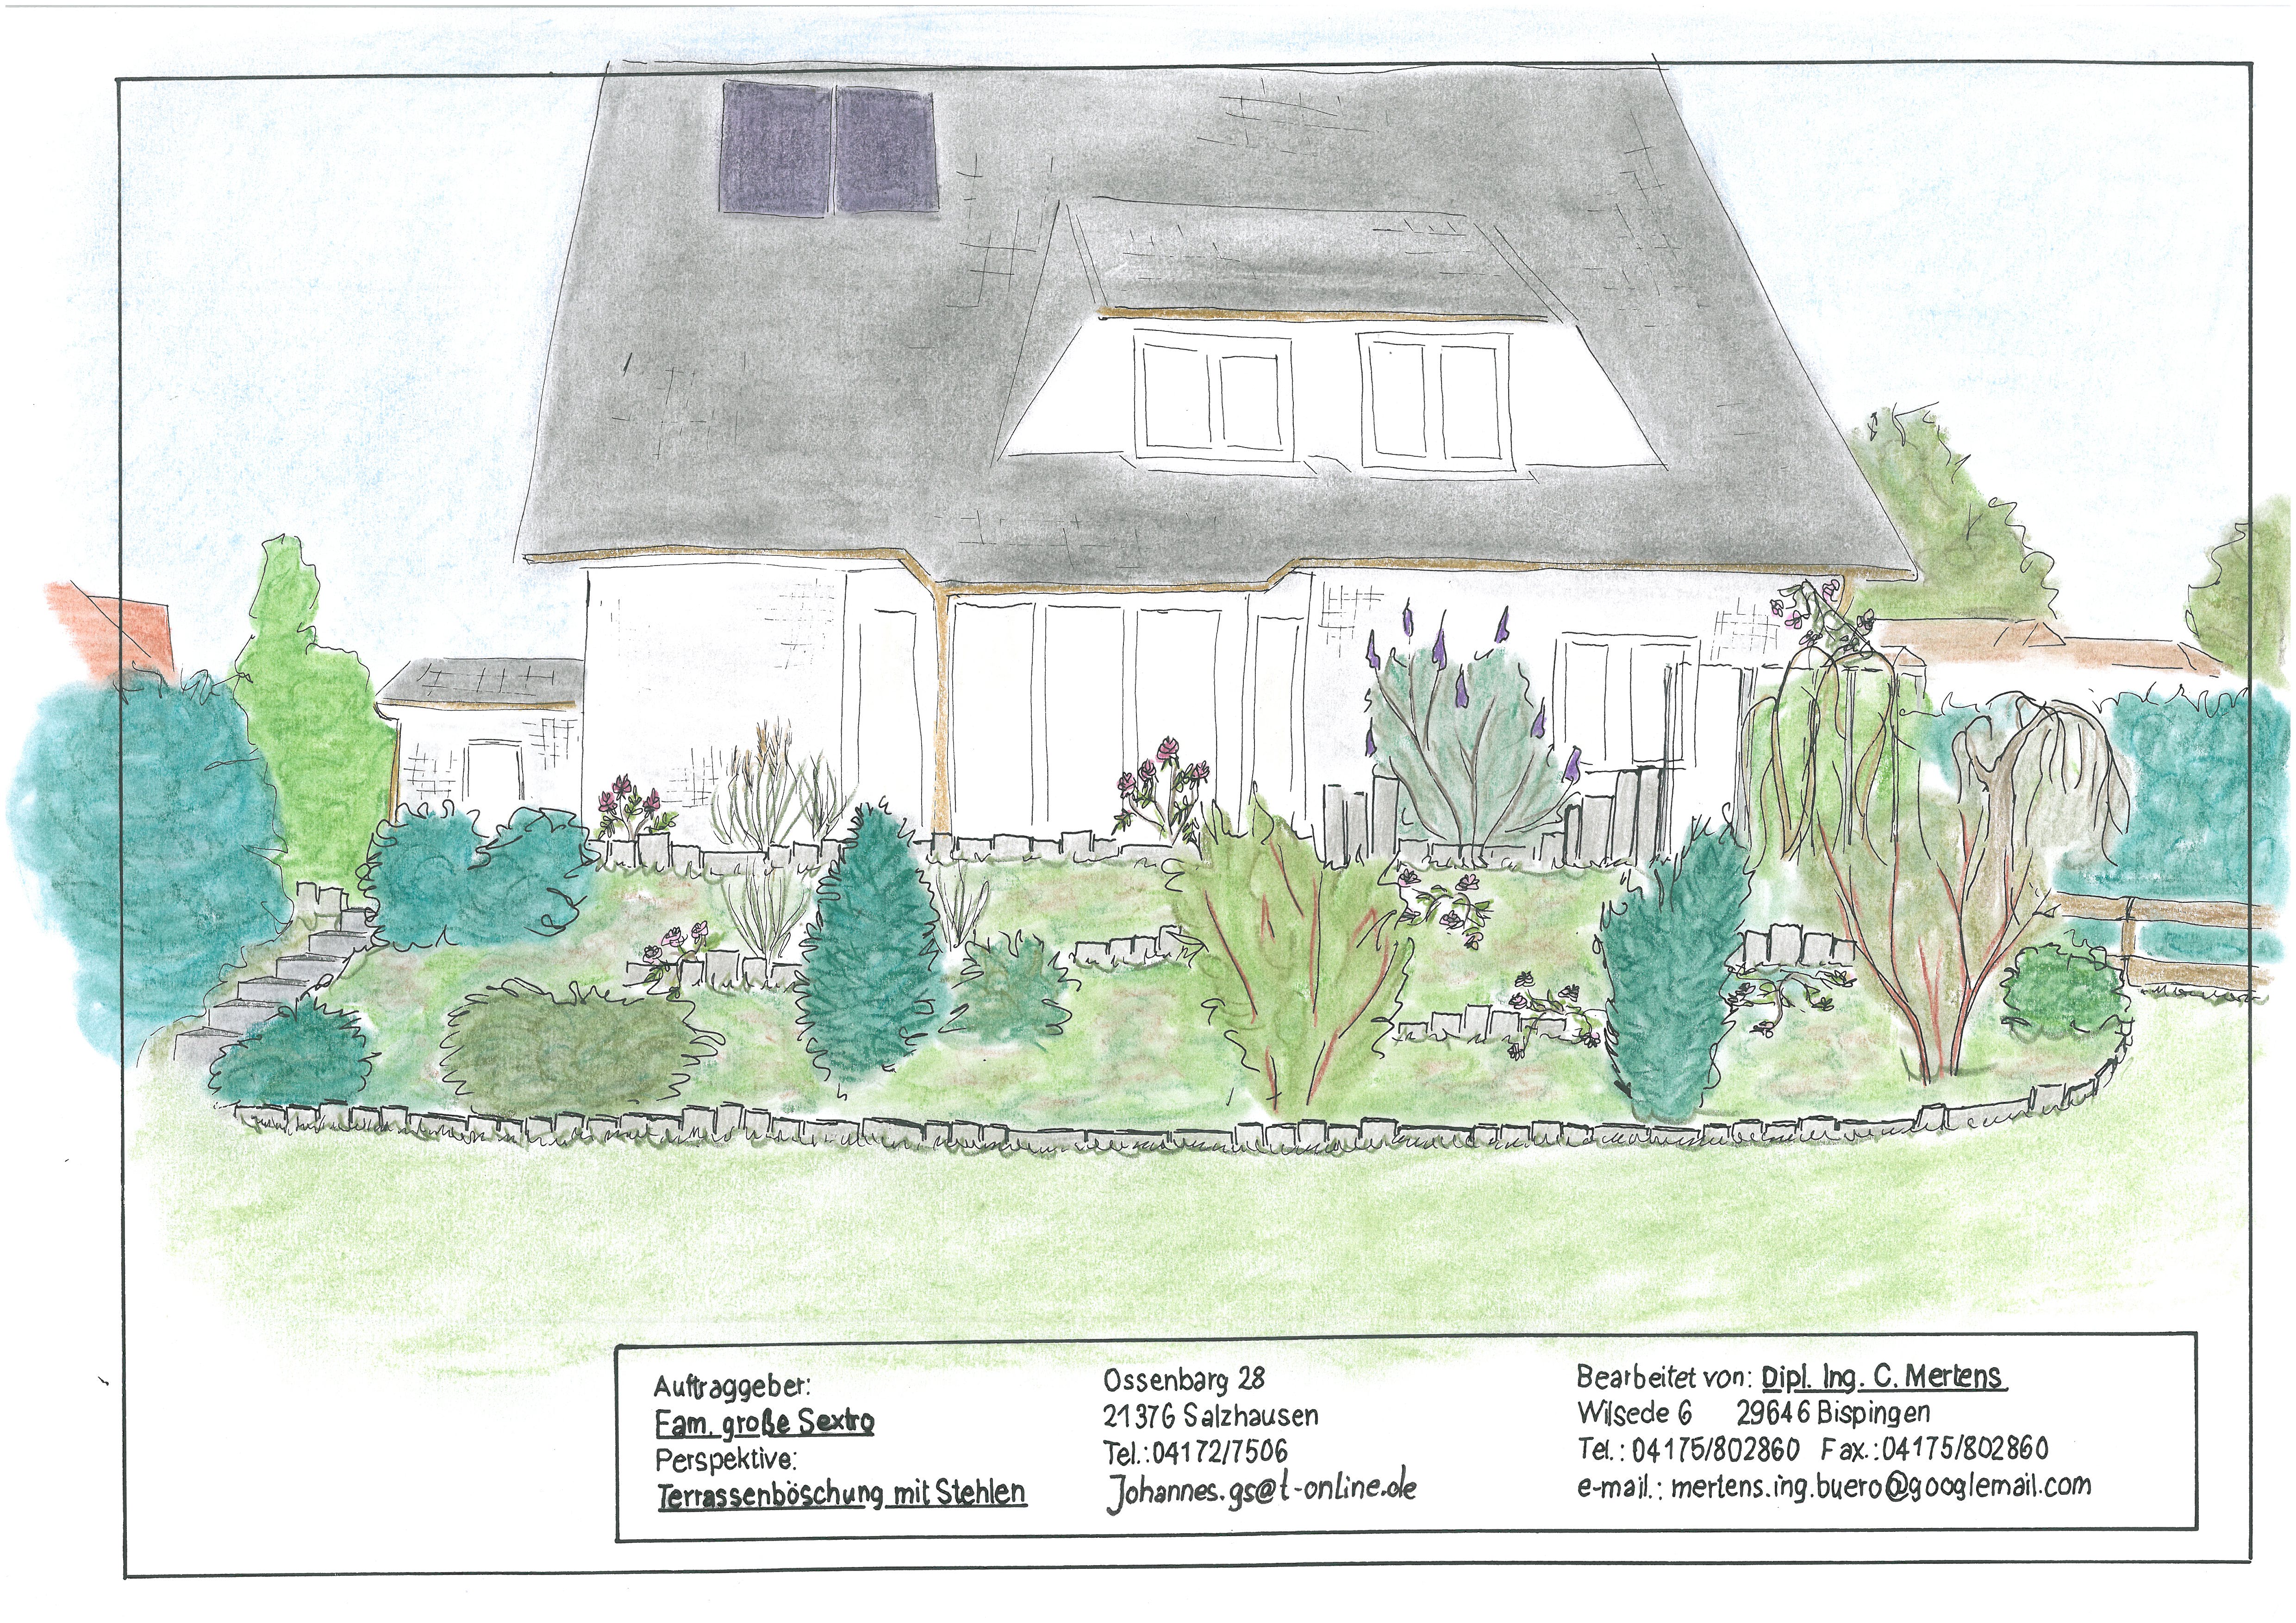 Auftraggeber:
Fam. große Sextro
Perspektive:
Terrassenböschung mit Stehlen
Ossenbarg 28
21376 Salzhausen
Tel.: 04172/7506
Johannes.gs@t-online.de
Bearbeitet von: Dipl. Ing. C. Mertens
Wilsede 6 29646 Bispingen
Tel.: 04175/802860 Fax.: 04175/802860
e-mail.: mertens.ing.buero@googlemail.com